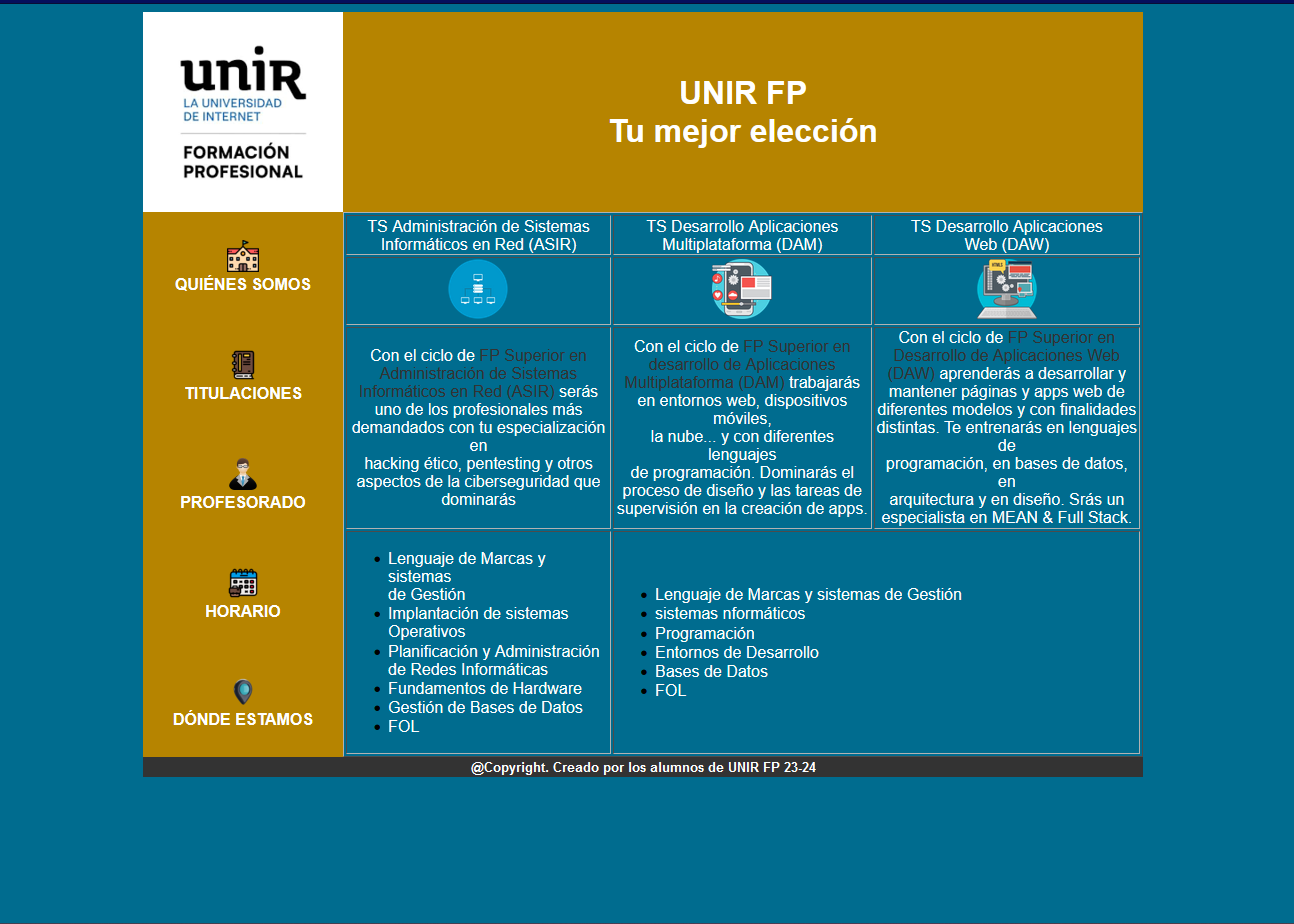 unir
LA UNIVERSIDAD
DE INTERNET
FORMACIÓN
PROFESIONAL
UNIR FP
Tu mejor elección
QUIÉNES SOMOS
TITULACIONES
PROFESORADO
HORARIO
DÓNDE ESTAMOS
TS Administración de Sistemas
Informáticos en Red (ASIR)
TS Desarrollo Aplicaciones
Multiplataforma (DAM)
TS Desarrollo Aplicaciones
Web (DAW)
HTML5
Con el ciclo de FP Superior en
Administración de Sistemas
Informáticos en Red (ASIR) serás
uno de los profesionales más
demandados con tu especialización
en
hacking ético, pentesting y otros
aspectos de la ciberseguridad que
dominarás
Con el ciclo de FP Superior en
desarrollo de Aplicaciones
Multiplataforma (DAM) trabajarás
en entornos web, dispositivos
móviles,
la nube... y con diferentes
lenguajes
de programación. Dominarás el
proceso de diseño y las tareas de
supervisión en la creación de apps.
Con el ciclo de FP Superior en
Desarrollo de Aplicaciones Web
(DAW) aprenderás a desarrollar y
mantener páginas y apps web de
diferentes modelos y con finalidades
distintas. Te entrenarás en lenguajes
de
programación, en bases de datos,
en
arquitectura y en diseño. Srás un
especialista en MEAN & Full Stack.
Lenguaje de Marcas y
sistemas
de Gestión
Implantación de sistemas
Operativos
Planificación y Administración
de Redes Informáticas
Fundamentos de Hardware
Gestión de Bases de Datos
FOL
Lenguaje de Marcas y sistemas de Gestión
sistemas nformáticos
Programación
Entornos de Desarrollo
Bases de Datos
FOL
@Copyright. Creado por los alumnos de UNIR FP 23-24